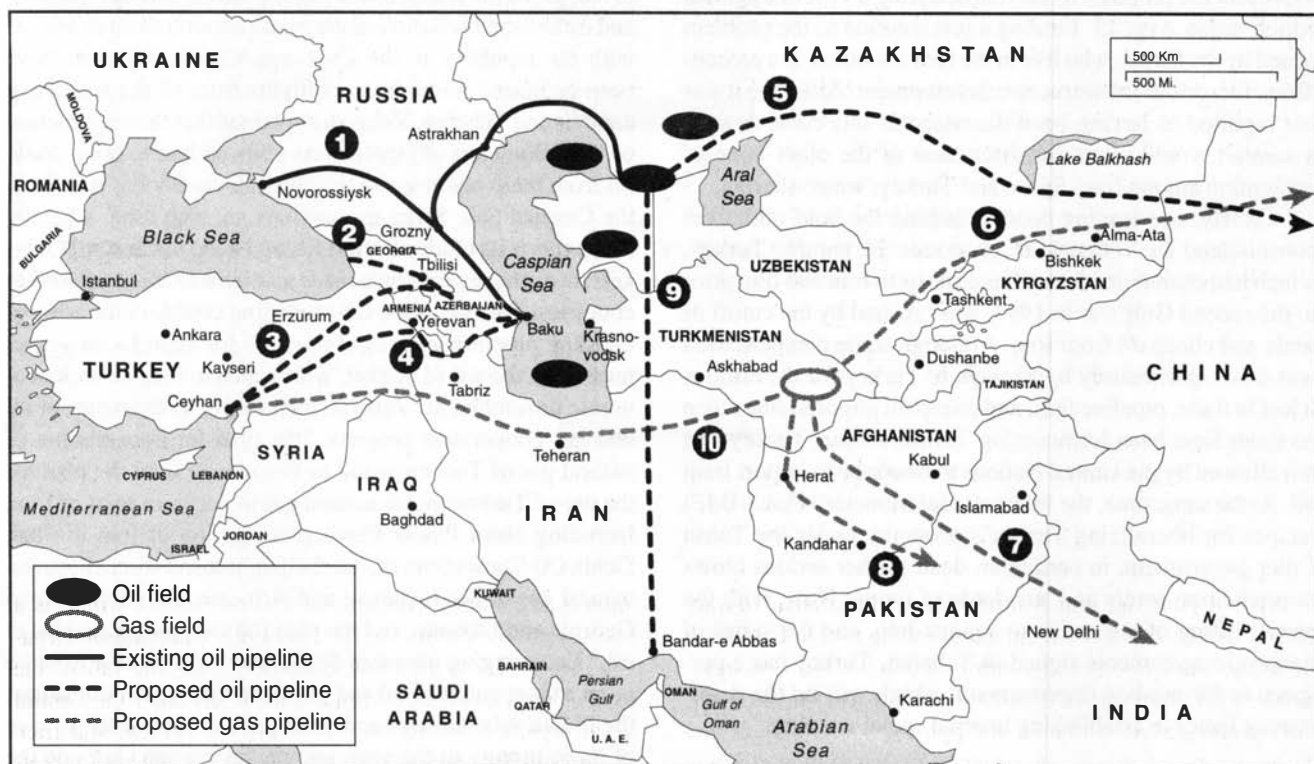 UKRAINE
MOLDOVA
ROMANIA
BULGARIA
RUSSIA
Astrakhan
1
Novorossiysk
Black Sea
2
Grozny
GEORGIA
Tbilisi
Istanbul
ARMENIA
AZERBAIJAN
Erzurum
Yerevan
Baku
Ankara
3
4
Kayseri
TURKEY
Ceyhan
Tabriz
Caspian
Sea
Krasno-
vodsk
KAZAKHSTAN
500 Km.
500 Mi.
5
Aral
Sea
Lake Balkhash
6
Alma-Ata
Bishkek
UZBEKISTAN
KYRGYZSTAN
9
Tashkent
TURKMENISTAN
Askhabad
Dushanbe
TAJIKISTAN
CHINA
SYRIA
CYPRUS
LEBANON
Mediterranean Sea
ISRAEL
JORDAN
IRAQ
Baghdad
Teheran
IRAN
10
AFGHANISTAN
Kabul
Herat
Islamabad
Kandahar
7
8
PAKISTAN
New Delhi
NEPAL
KUWAIT
Bandar-e Abbas
BAHRAIN
Persian
Gulf
QATAR
SAUDI
ARABIA
U.A.E.
OMAN
Gulf of
Oman
Arabian
Sea
Karachi
INDIA
Oil field
Gas field
Existing oil pipeline
Proposed oil pipeline
Proposed gas pipeline